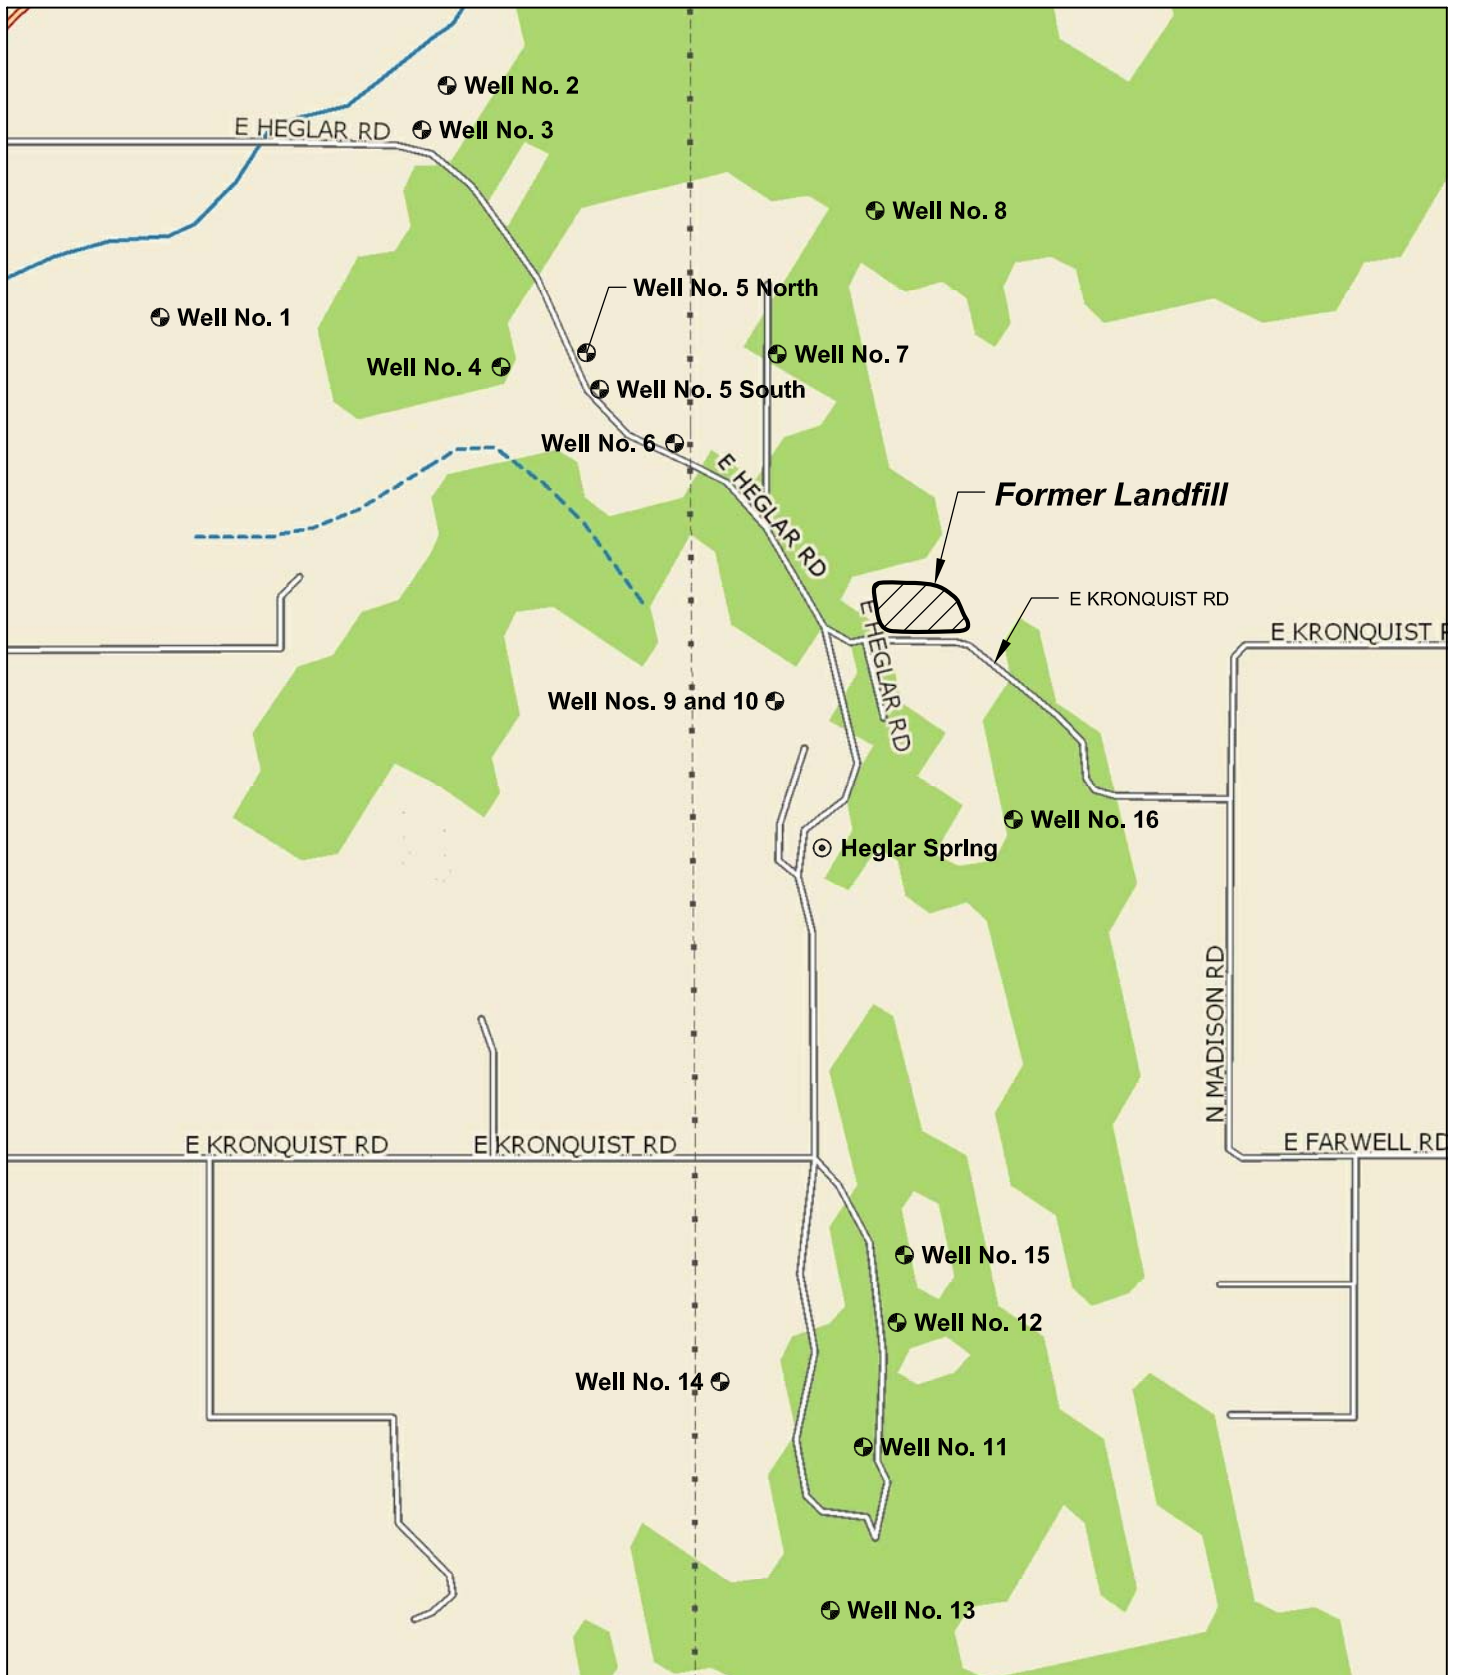 Well No. 2
E HEGLAR RD
Well No. 3
Well No. 8
Well No. 5 North
Well No. 1
Well No. 7
Well No. 4
Well No. 5 South
Well No. 6
E HEGLAR RD
Former Landfill
E KRONQUIST RD
E HEGLAR RD
E KRONQUIST R
Well Nos. 9 and 10
Well No. 16
Heglar Spring
N MADISON RD
E KRONQUIST RD
E KRONQUIST RD
E FARWELL RD
Well No. 15
Well No. 12
Well No. 14
Well No. 11
Well No. 13